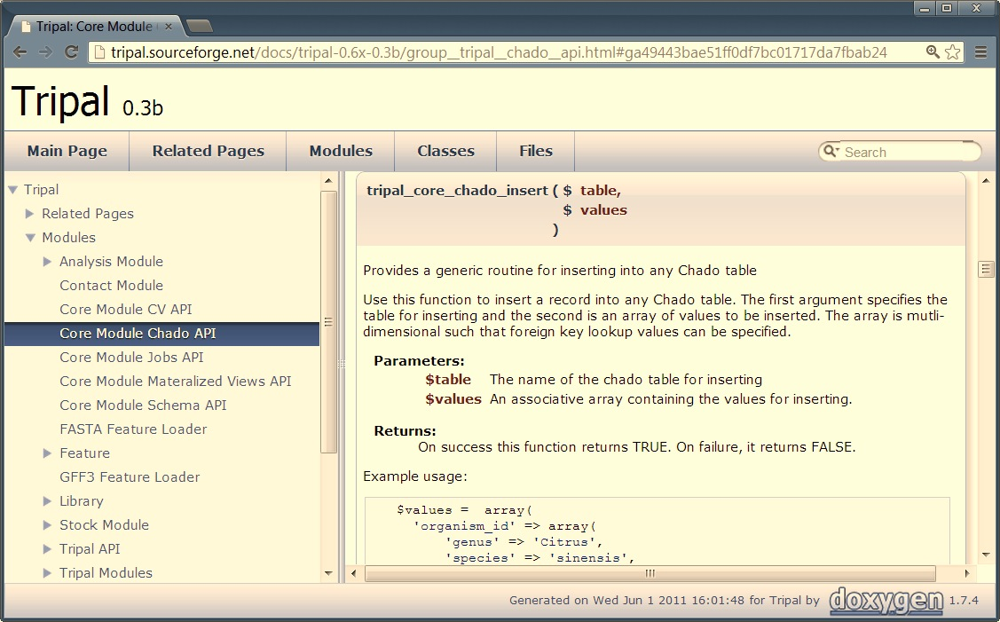 Tripal: Core Module
tripal.sourceforge.net/docs/tripal-0.6x-0.3b/group__tripal__chado__api.html#ga49443bae51ff0df7bc01717da7fbab24
Tripal 0.3b
Main Page Related Pages Modules Classes Files Search
Tripal
Related Pages
Modules
Analysis Module
Contact Module
Core Module CV API
Core Module Chado API
Core Module Jobs API
Core Module Materalized Views API
Core Module Schema API
FASTA Feature Loader
Feature
GFF3 Feature Loader
Library
Stock Module
Tripal API
Tripal Modules
tripal_core_chado_insert ( $ table,
$ values
)
Provides a generic routine for inserting into any Chado table
Use this function to insert a record into any Chado table. The first argument specifies the
table for inserting and the second is an array of values to be inserted. The array is mutli-
dimensional such that foreign key lookup values can be specified.
Parameters:
$table The name of the chado table for inserting
$values An associative array containing the values for inserting.
Returns:
On success this function returns TRUE. On failure, it returns FALSE.
Example usage:
$values =  array(
'organism_id' => array(
'genus' => 'Citrus',
'species' => 'sinensis',
Generated on Wed Jun 1 2011 16:01:48 for Tripal by doxygen 1.7.4